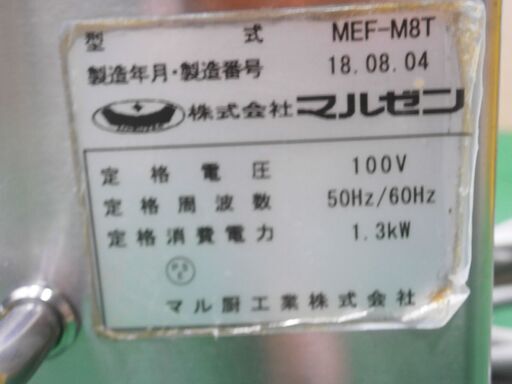 型式 MEF-M8T
製造年月・製造番号 18.08.04
株式会社マルゼン
定格電圧 100V
定格周波数 50Hz/60Hz
定格消費電力 1.3kW
マル厨工業株式会社